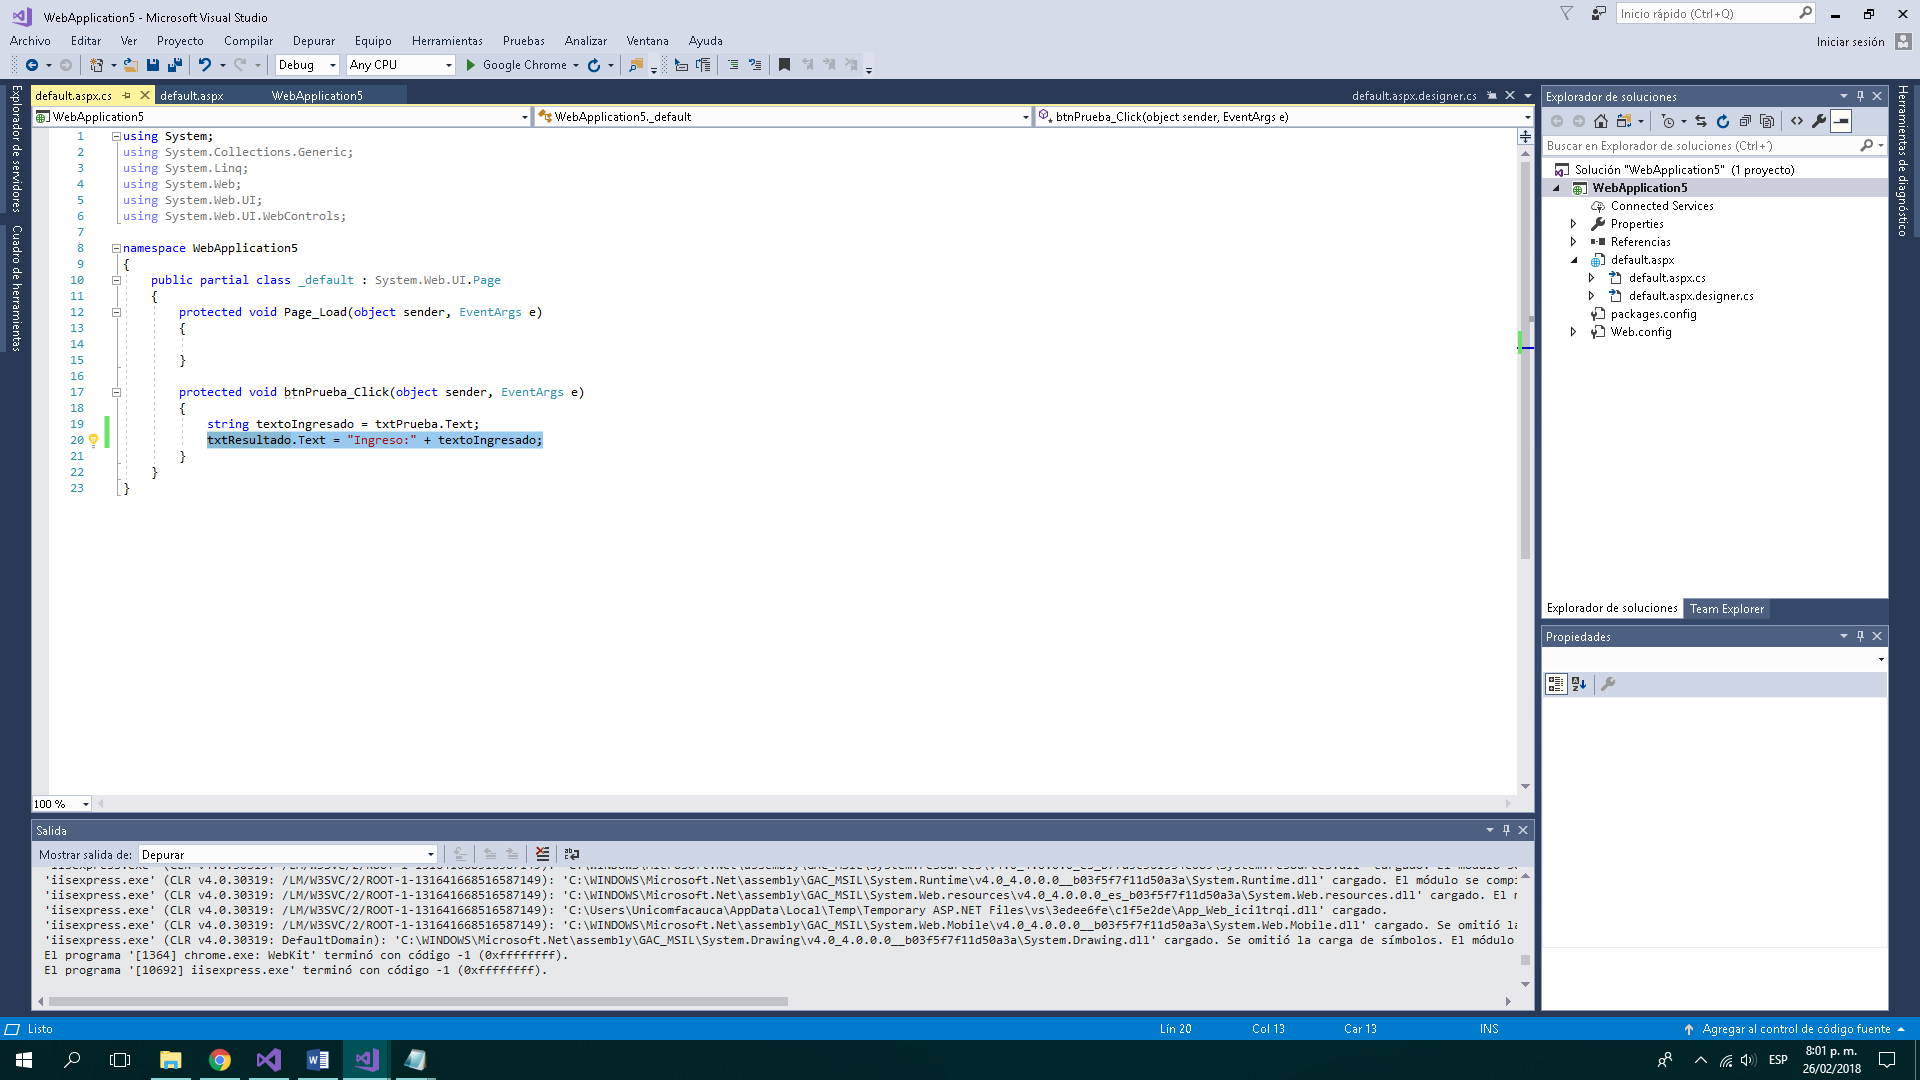 WebApplication5 - Microsoft Visual Studio
Inicio rápido (Ctrl+Q)
Archivo Editar Ver Proyecto Compilar Depurar Equipo Herramientas Pruebas Analizar Ventana Ayuda
Iniciar sesión
Debug Any CPU Google Chrome
Explorador de servidores
Cuadro de herramientas
default.aspx.cs default.aspx WebApplication5 default.aspx.designer.cs
WebApplication5 WebApplication5._default btnPrueba_Click(object sender, EventArgs e)
1 using System;
2 using System.Collections.Generic;
3 using System.Linq;
4 using System.Web;
5 using System.Web.UI;
6 using System.Web.UI.WebControls;
7
8 namespace WebApplication5
9 {
10 public partial class _default : System.Web.UI.Page
11 {
12 protected void Page_Load(object sender, EventArgs e)
13 {
14
15 }
16
17 protected void btnPrueba_Click(object sender, EventArgs e)
18 {
19 string textoIngresado = txtPrueba.Text;
20 txtResultado.Text = "Ingreso:" + textoIngresado;
21 }
22 }
23 }
100 %
Explorador de soluciones
Buscar en Explorador de soluciones (Ctrl+´)
Solución "WebApplication5" (1 proyecto)
WebApplication5
Connected Services
Properties
Referencias
default.aspx
default.aspx.cs
default.aspx.designer.cs
packages.config
Web.config
Explorador de soluciones Team Explorer
Propiedades
Herramientas de diagnóstico
Salida
Mostrar salida de: Depurar
'iisexpress.exe' (CLR v4.0.30319: /LM/W3SVC/2/ROOT-1-131641668516587149): 'C:\WINDOWS\Microsoft.Net\assembly\GAC_MSIL\System.Runtime\v4.0_4.0.0.0__b03f5f7f11d50a3a\System.Runtime.dll' cargado. El módulo se compi
'iisexpress.exe' (CLR v4.0.30319: /LM/W3SVC/2/ROOT-1-131641668516587149): 'C:\WINDOWS\Microsoft.Net\assembly\GAC_MSIL\System.Web.resources\v4.0_4.0.0.0_es_b03f5f7f11d50a3a\System.Web.resources.dll' cargado. El
'iisexpress.exe' (CLR v4.0.30319: /LM/W3SVC/2/ROOT-1-131641668516587149): 'C:\Users\Unicomfacauca\AppData\Local\Temp\Temporary ASP.NET Files\vs\3edee6fe\c1f5e2de\App_Web_ici1trqi.dll' cargado.
'iisexpress.exe' (CLR v4.0.30319: /LM/W3SVC/2/ROOT-1-131641668516587149): 'C:\WINDOWS\Microsoft.Net\assembly\GAC_MSIL\System.Web.Mobile\v4.0_4.0.0.0__b03f5f7f11d50a3a\System.Web.Mobile.dll' cargado. Se omitió la
'iisexpress.exe' (CLR v4.0.30319: DefaultDomain): 'C:\WINDOWS\Microsoft.Net\assembly\GAC_MSIL\System.Drawing\v4.0_4.0.0.0__b03f5f7f11d50a3a\System.Drawing.dll' cargado. Se omitió la carga de símbolos. El módulo
El programa '[1364] chrome.exe: WebKit' terminó con código -1 (0xffffffff).
El programa '[10692] iisexpress.exe' terminó con código -1 (0xffffffff).
Listo Lín 20 Col 13 Car 13 INS Agregar al control de código fuente
ESP
8:01 p. m.
26/02/2018